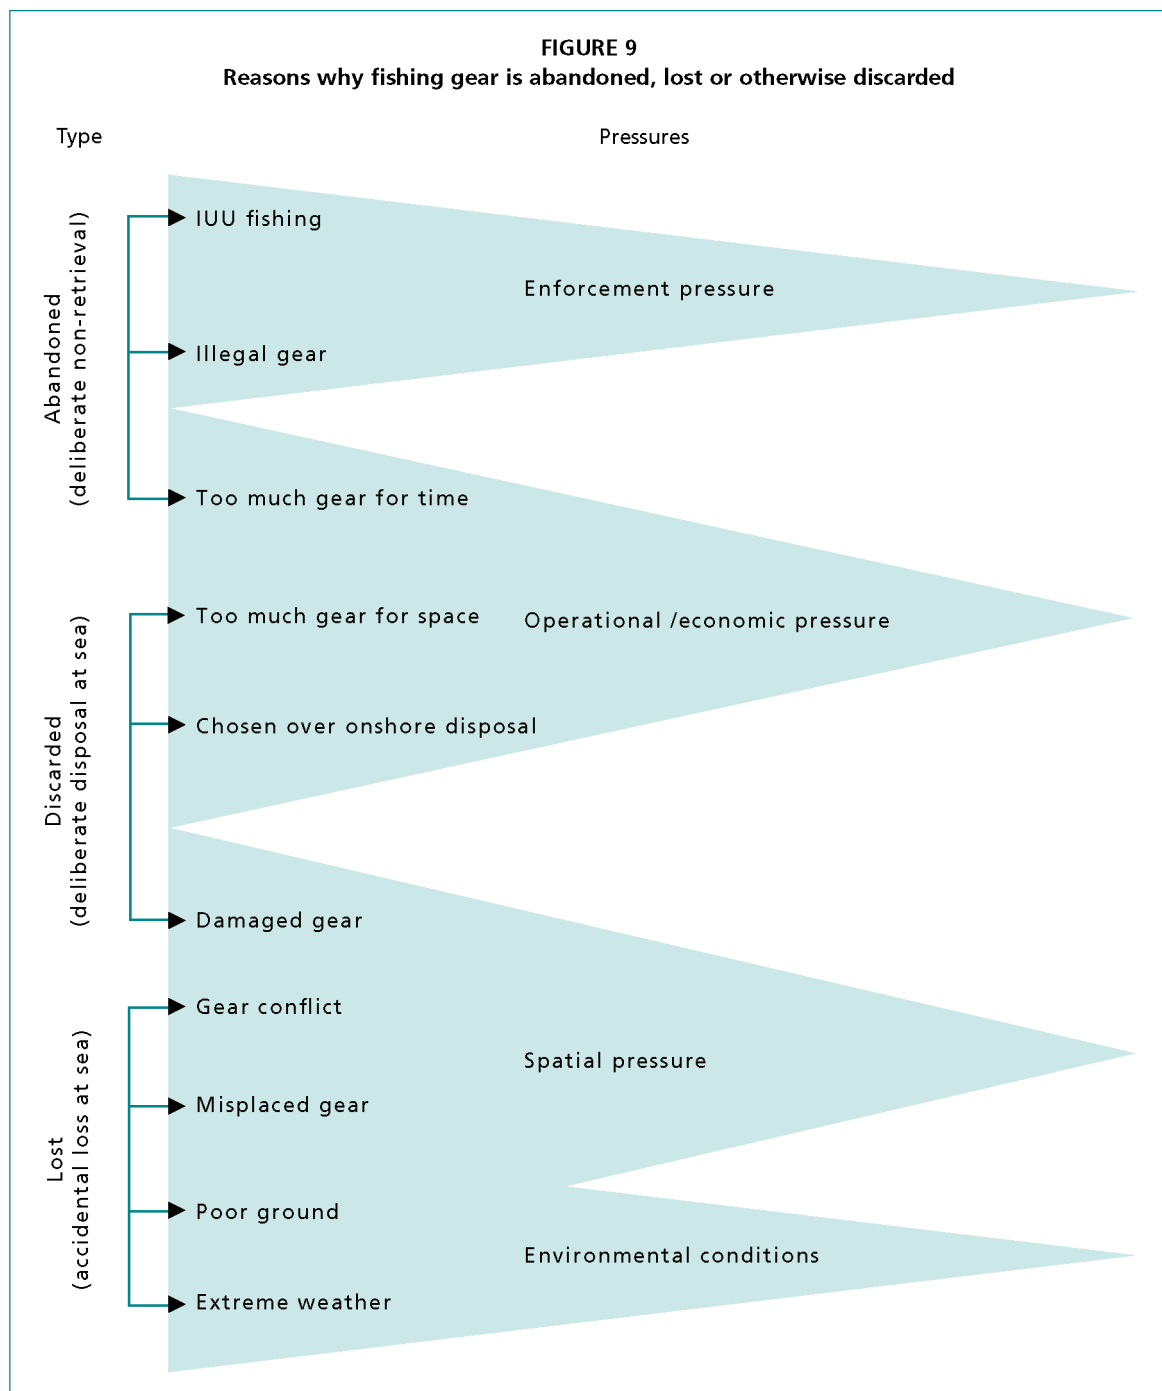 FIGURE 9
Reasons why fishing gear is abandoned, lost or otherwise discarded
Type
Pressures
Abandoned
(deliberate non-retrieval)
IUU fishing
Enforcement pressure
Illegal gear
Too much gear for time
Discarded
(deliberate disposal at sea)
Too much gear for space
Operational /economic pressure
Chosen over onshore disposal
Damaged gear
Lost
(accidental loss at sea)
Gear conflict
Spatial pressure
Misplaced gear
Poor ground
Environmental conditions
Extreme weather